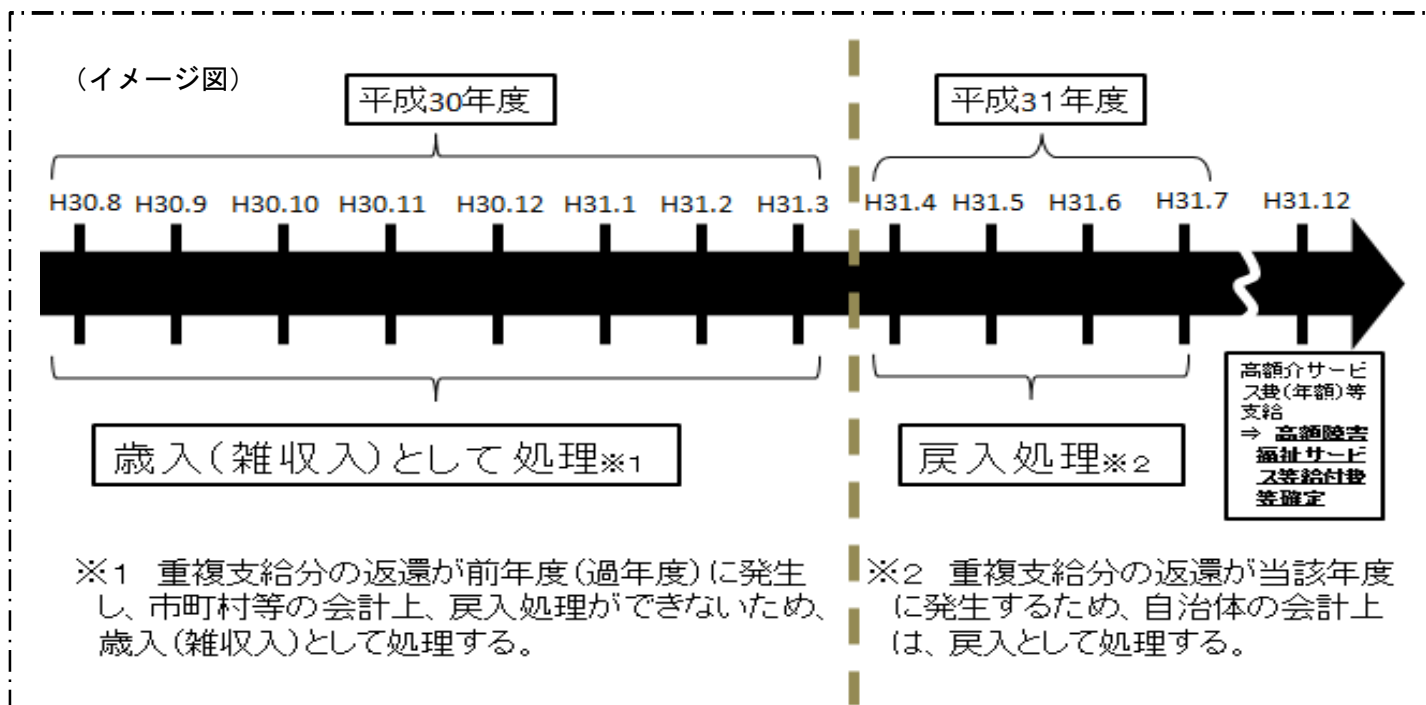 （イメージ図）
平成30年度
平成31年度
H30.8 H30.9 H30.10 H30.11 H30.12 H31.1 H31.2 H31.3 H31.4 H31.5 H31.6 H31.7 H31.12
歳入（雑収入）として処理※１
戻入処理※２
高額介サービ
ス費（年額）等
支給
⇒ 高額障害
福祉サービ
ス等給付費
等確定
※１　重複支給分の返還が前年度（過年度）に発生
し、市町村等の会計上、戻入処理ができないため、
歳入（雑収入）として処理する。
※２　重複支給分の返還が当該年度
に発生するため、自治体の会計上
は、戻入として処理する。